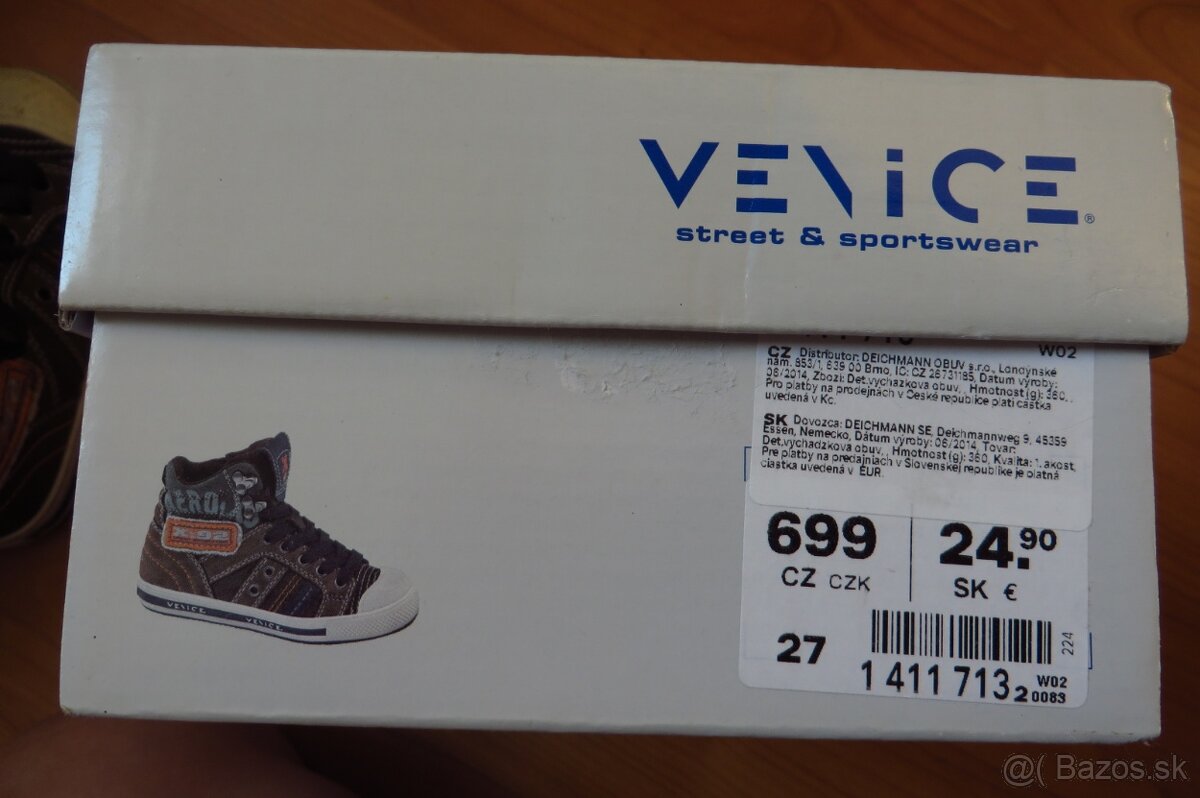 VENiCE®
street & sportswear
W02
CZ Distributor: DEICHMANN OBUV s.r.o., Londýnské
nám. 853/1, 639 00 Brno, IČ: CZ 26731185, Datum výroby:
06/2014, Zboží: Det.vycházková obuv, , Hmotnost (g): 360, .
Pro platby na prodejnách v České republice platí částka
uvedená v Kč.
SK Dovozca: DEICHMANN SE, Deichmannweg 9, 45359
Essen, Nemecko, Dátum výroby: 06/2014, Tovar:
Det.vychádzková obuv, , Hmotnosť (g): 360, Kvalita: 1. akosť,
Pre platby na predajniach v Slovenskej republike je platná
čiastka uvedená v EUR.
699 24.90
CZ CZK SK €
27
224
1 411 713 2
W02
0083
AERO
X-92
VENICE
VENICE
@( Bazos.sk